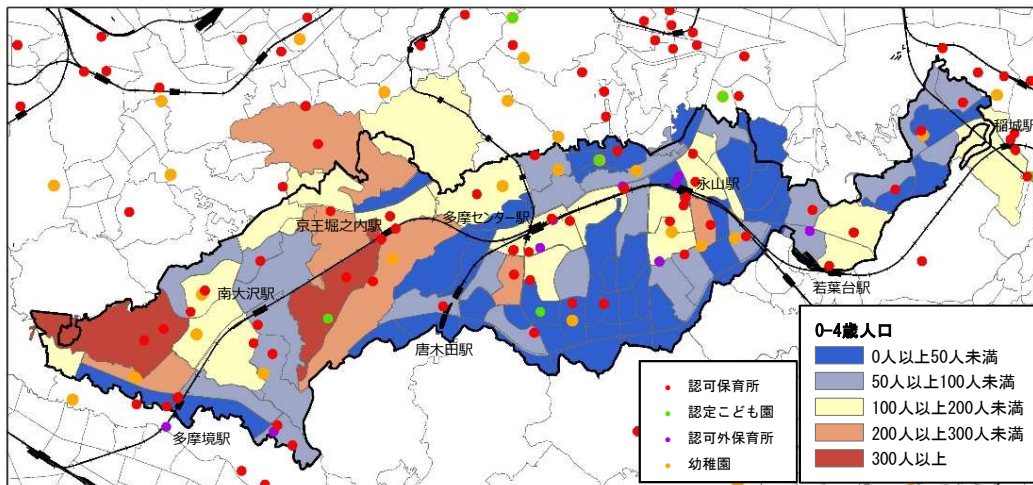 稲城駅
永山駅
多摩センター駅
京王堀之内駅
南大沢駅
若葉台駅
唐木田駅
多摩境駅
認可保育所
認定こども園
認可外保育所
幼稚園
0-4歳人口
0人以上50人未満
50人以上100人未満
100人以上200人未満
200人以上300人未満
300人以上